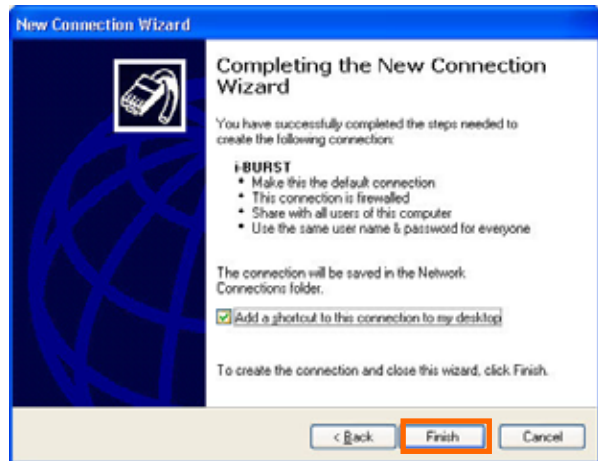 New Connection Wizard
Completing the New Connection
Wizard
You have successfully completed the steps needed to
create the following connection:
i-BURST
• Make this the default connection
• This connection is firewalled
• Share with all users of this computer
• Use the same user name & password for everyone
The connection will be saved in the Network
Connections folder.
Add a shortcut to this connection to my desktop
To create the connection and close this wizard, click Finish.
< Back Finish Cancel